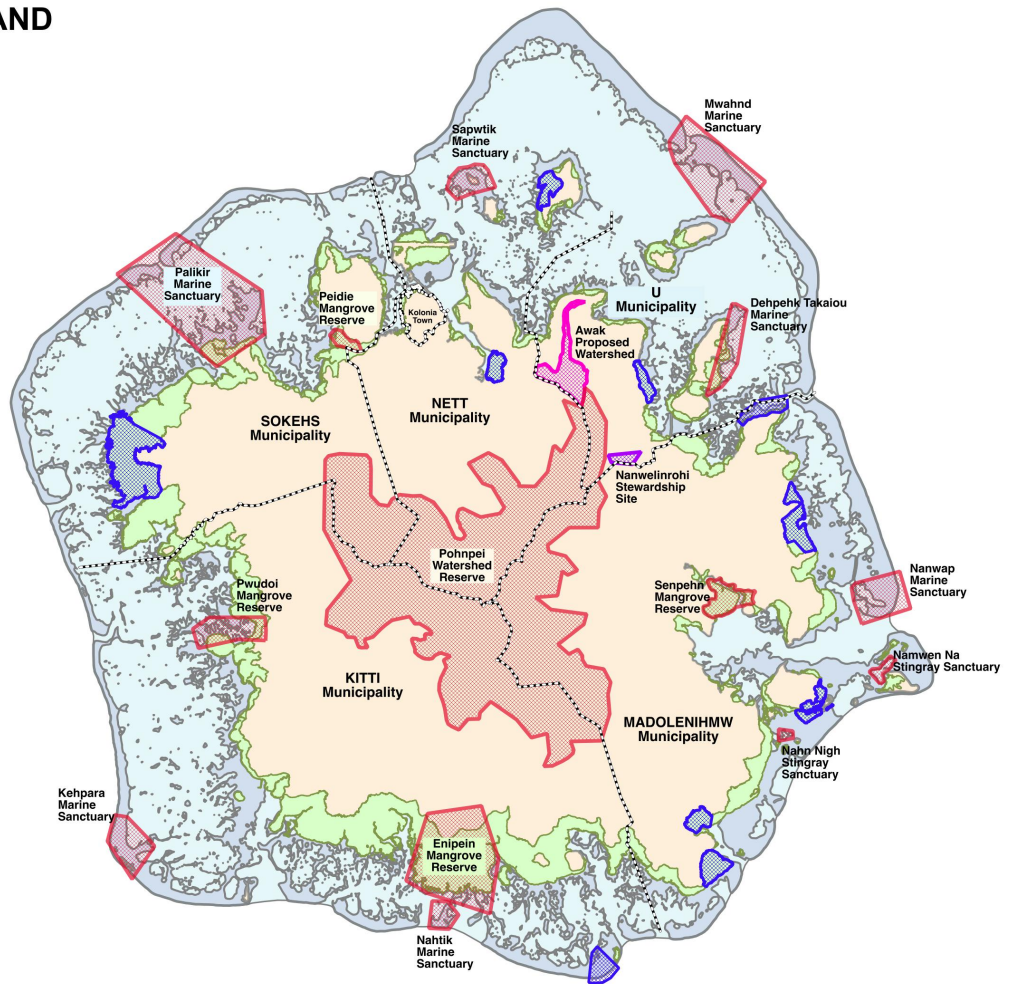 AND
Mwahnd
Marine
Sanctuary
Sapwtik
Marine
Sanctuary
Palikir
Marine
Sanctuary
Peidie
Mangrove
Reserve
Kolonia
Town
U
Municipality
Dehpehk Takaiou
Marine
Sanctuary
Awak
Proposed
Watershed
NETT
Municipality
SOKEHS
Municipality
Nanwelinrohi
Stewardship
Site
Pohnpei
Watershed
Reserve
Pwudoi
Mangrove
Reserve
Senpehn
Mangrove
Reserve
Nanwap
Marine
Sanctuary
Namwen Na
Stingray Sanctuary
KITTI
Municipality
MADOLENIHMW
Municipality
Nahn Nigh
Stingray
Sanctuary
Kehpara
Marine
Sanctuary
Enipein
Mangrove
Reserve
Nahtik
Marine
Sanctuary